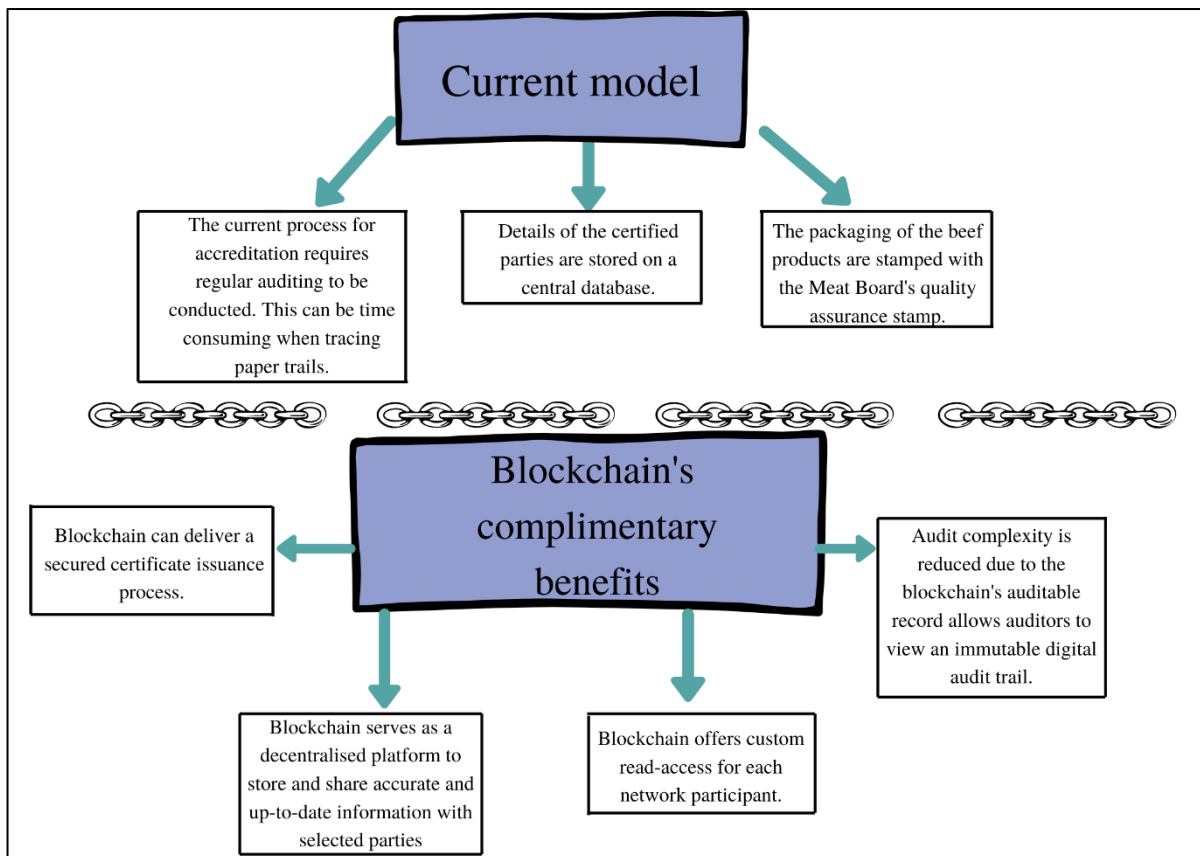 Current model
The current process for
accreditation requires
regular auditing to be
conducted. This can be time
consuming when tracing
paper trails.
Details of the certified
parties are stored on a
central database.
The packaging of the beef
products are stamped with
the Meat Board's quality
assurance stamp.
Blockchain's
complimentary
benefits
Blockchain can deliver a
secured certificate issuance
process.
Audit complexity is
reduced due to the
blockchain's auditable
record allows auditors to
view an immutable digital
audit trail.
Blockchain serves as a
decentralised platform to
store and share accurate and
up-to-date information with
selected parties
Blockchain offers custom
read-access for each
network participant.